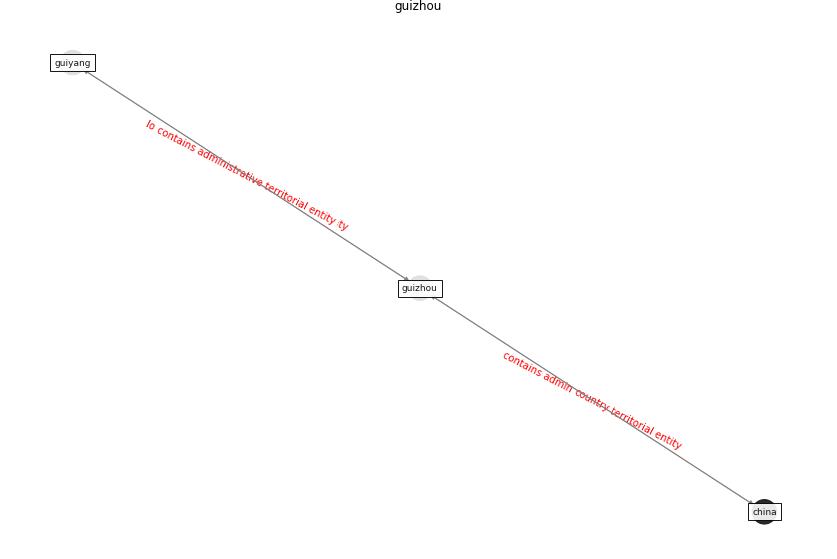 guizhou
guiyang
lo contains administrative territorial entity ity
guizhou
contains admin country territorial entity
china